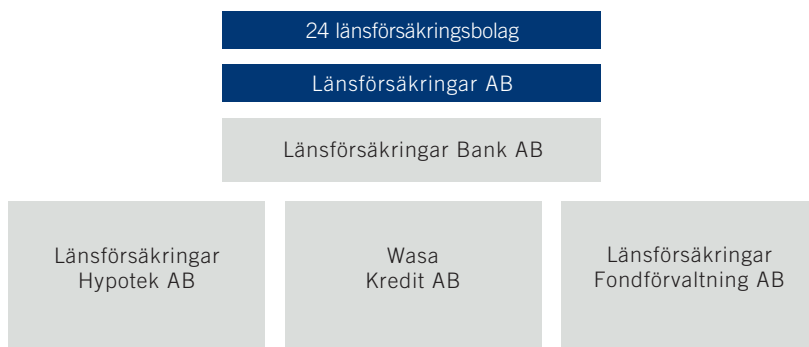 24 länsförsäkringsbolag
Länsförsäkringar AB
Länsförsäkringar Bank AB
Länsförsäkringar
Hypotek AB
Wasa
Kredit AB
Länsförsäkringar
Fondförvaltning AB